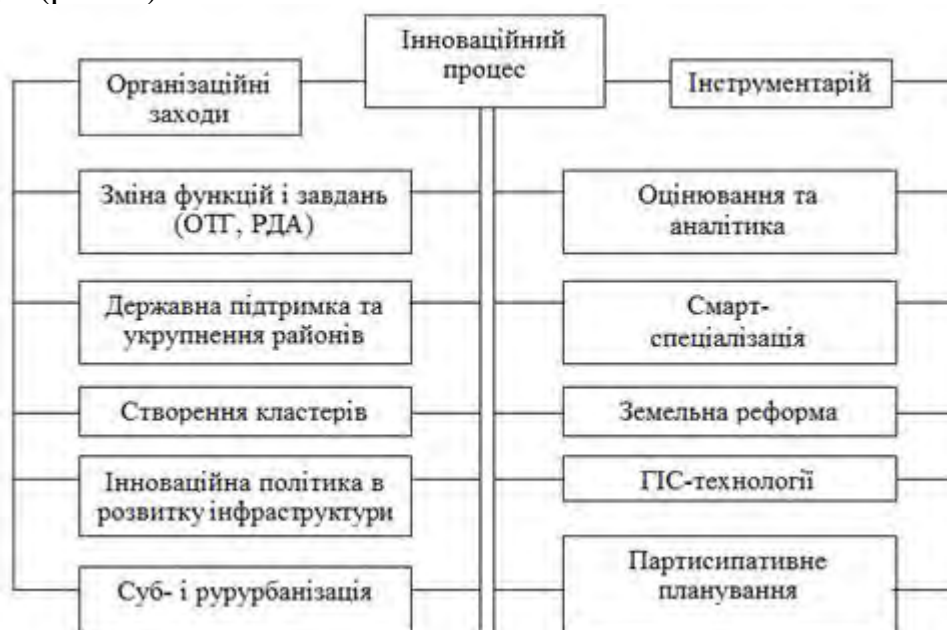 Інноваційний
процес
Організаційні
заходи
Інструментарій
Зміна функцій і завдань
(ОТГ, РДА)
Оцінювання та
аналітика
Державна підтримка та
укрупнення районів
Смарт-
спеціалізація
Створення кластерів
Земельна реформа
Інноваційна політика в
розвитку інфраструктури
ГІС-технології
Суб- і рурурбанізація
Партисипативне
планування